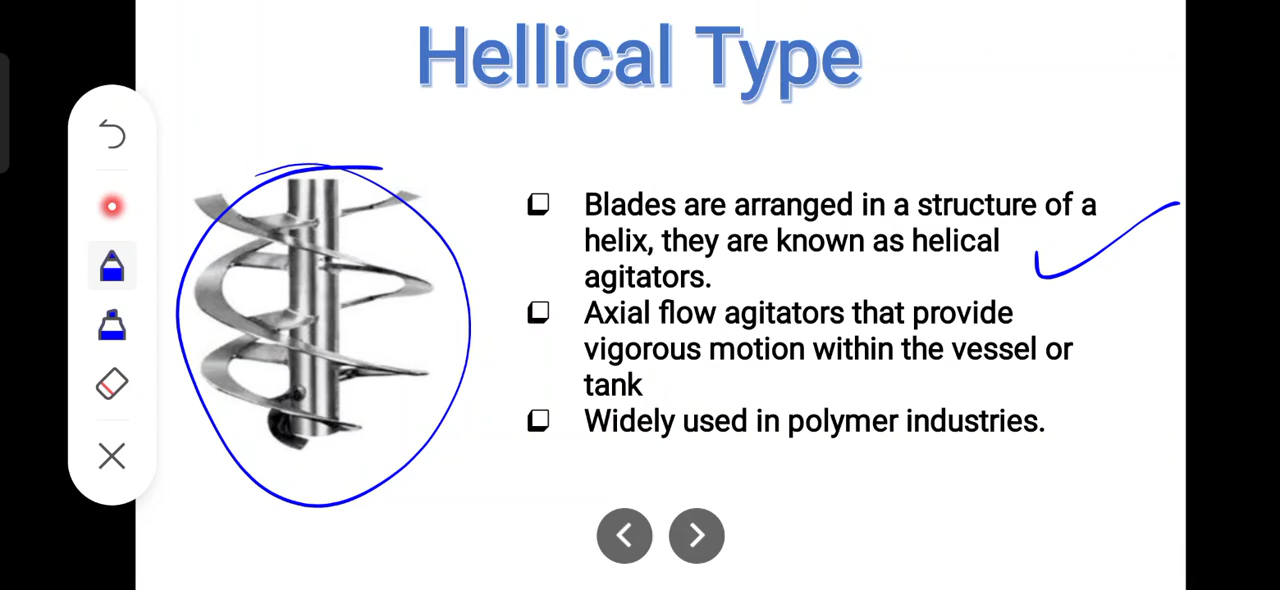 Hellical Type
Blades are arranged in a structure of a
helix, they are known as helical
agitators.
Axial flow agitators that provide
vigorous motion within the vessel or
tank
Widely used in polymer industries.